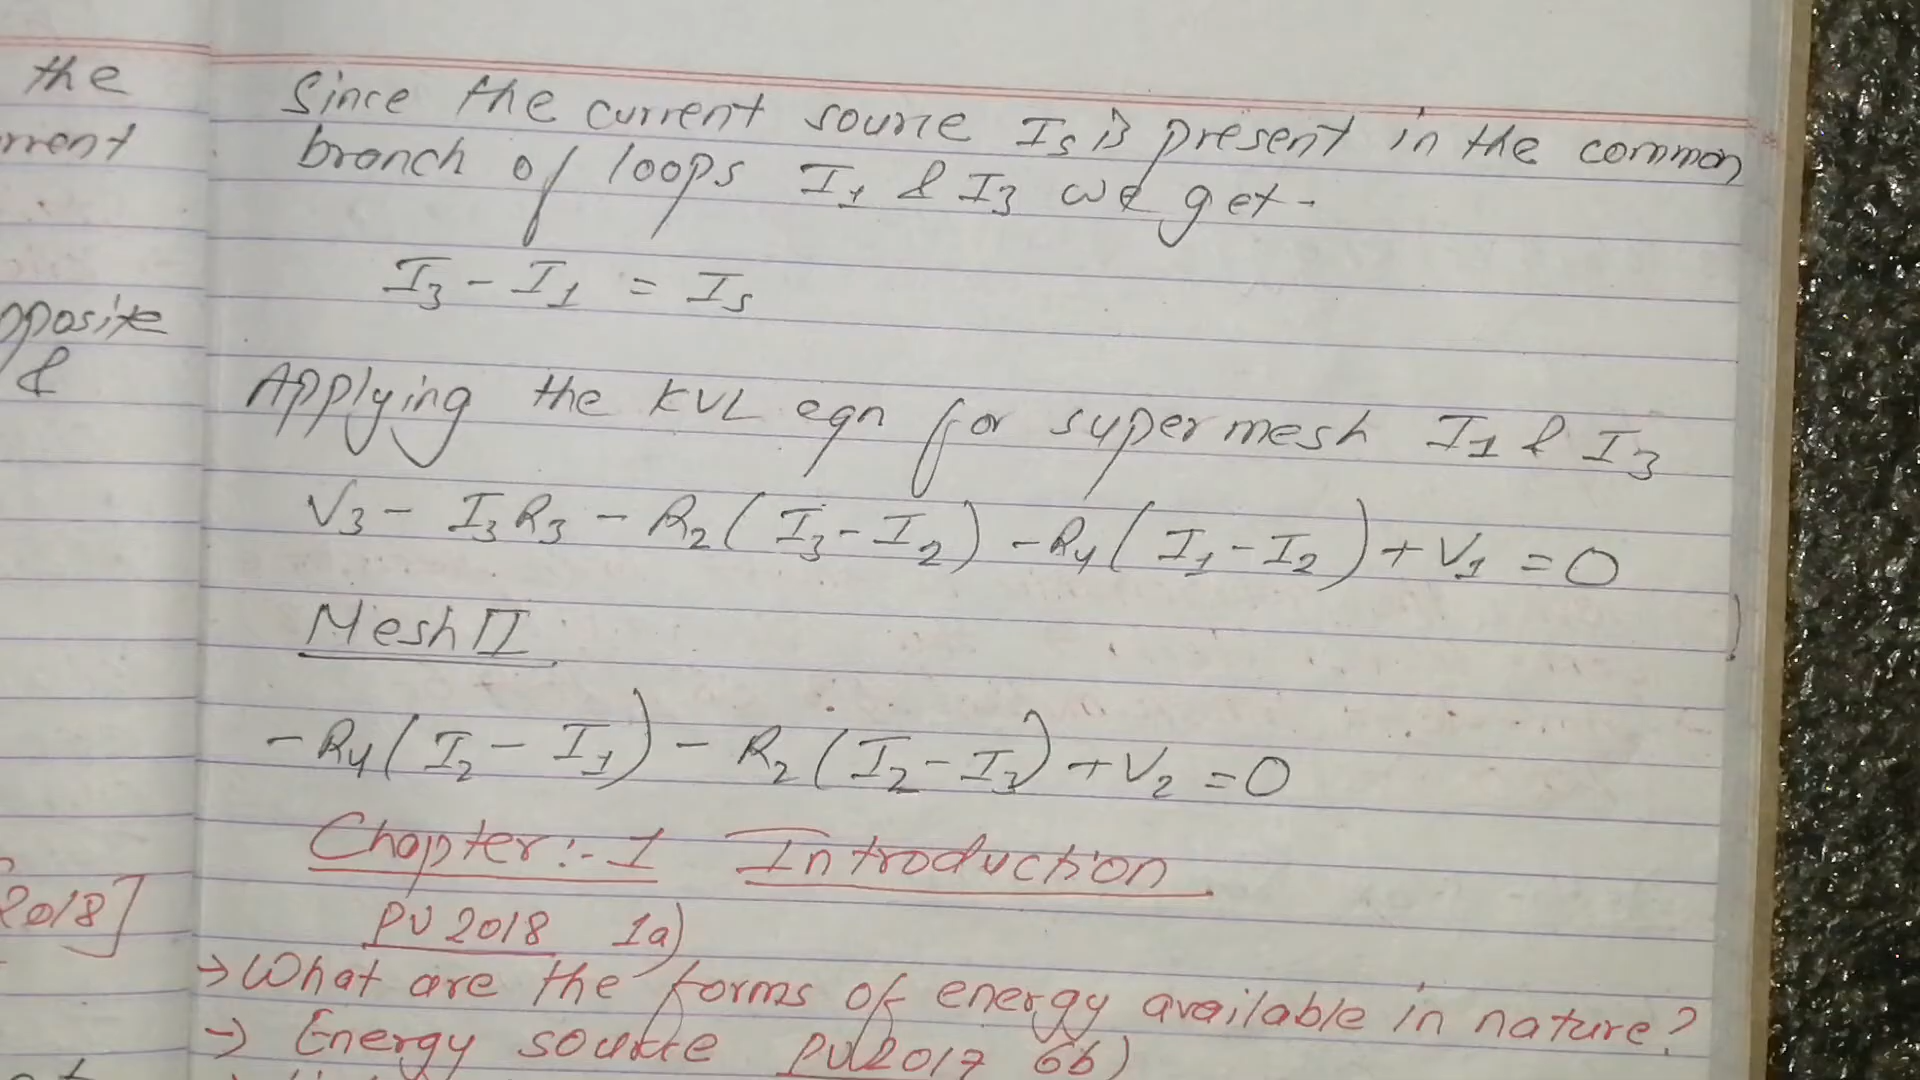 the
rrent
pposite
&
2018]
Since the current source Is is present in the common
branch of loops I1 & I3 we get-
I3 - I1 = Is
Applying the KVL eqn for supermesh I1 & I3
V3 - I3R3 - R2(I3-I2) - R4(I1-I2) + V1 = 0
Mesh II
-R4(I2 - I1) - R2(I2-I3) + V2 = 0
Chapter:- 1 Introduction
PU 2018 1a)
→ What are the forms of energy available in nature?
→ Energy source PU2017 6b)